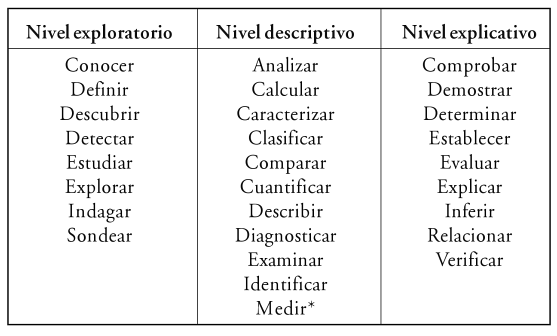 Nivel exploratorio Nivel descriptivo Nivel explicativo
Conocer Analizar Comprobar
Definir Calcular Demostrar
Descubrir Caracterizar Determinar
Detectar Clasificar Establecer
Estudiar Comparar Evaluar
Explorar Cuantificar Explicar
Indagar Describir Inferir
Sondear Diagnosticar Relacionar
Examinar Verificar
Identificar
Medir*